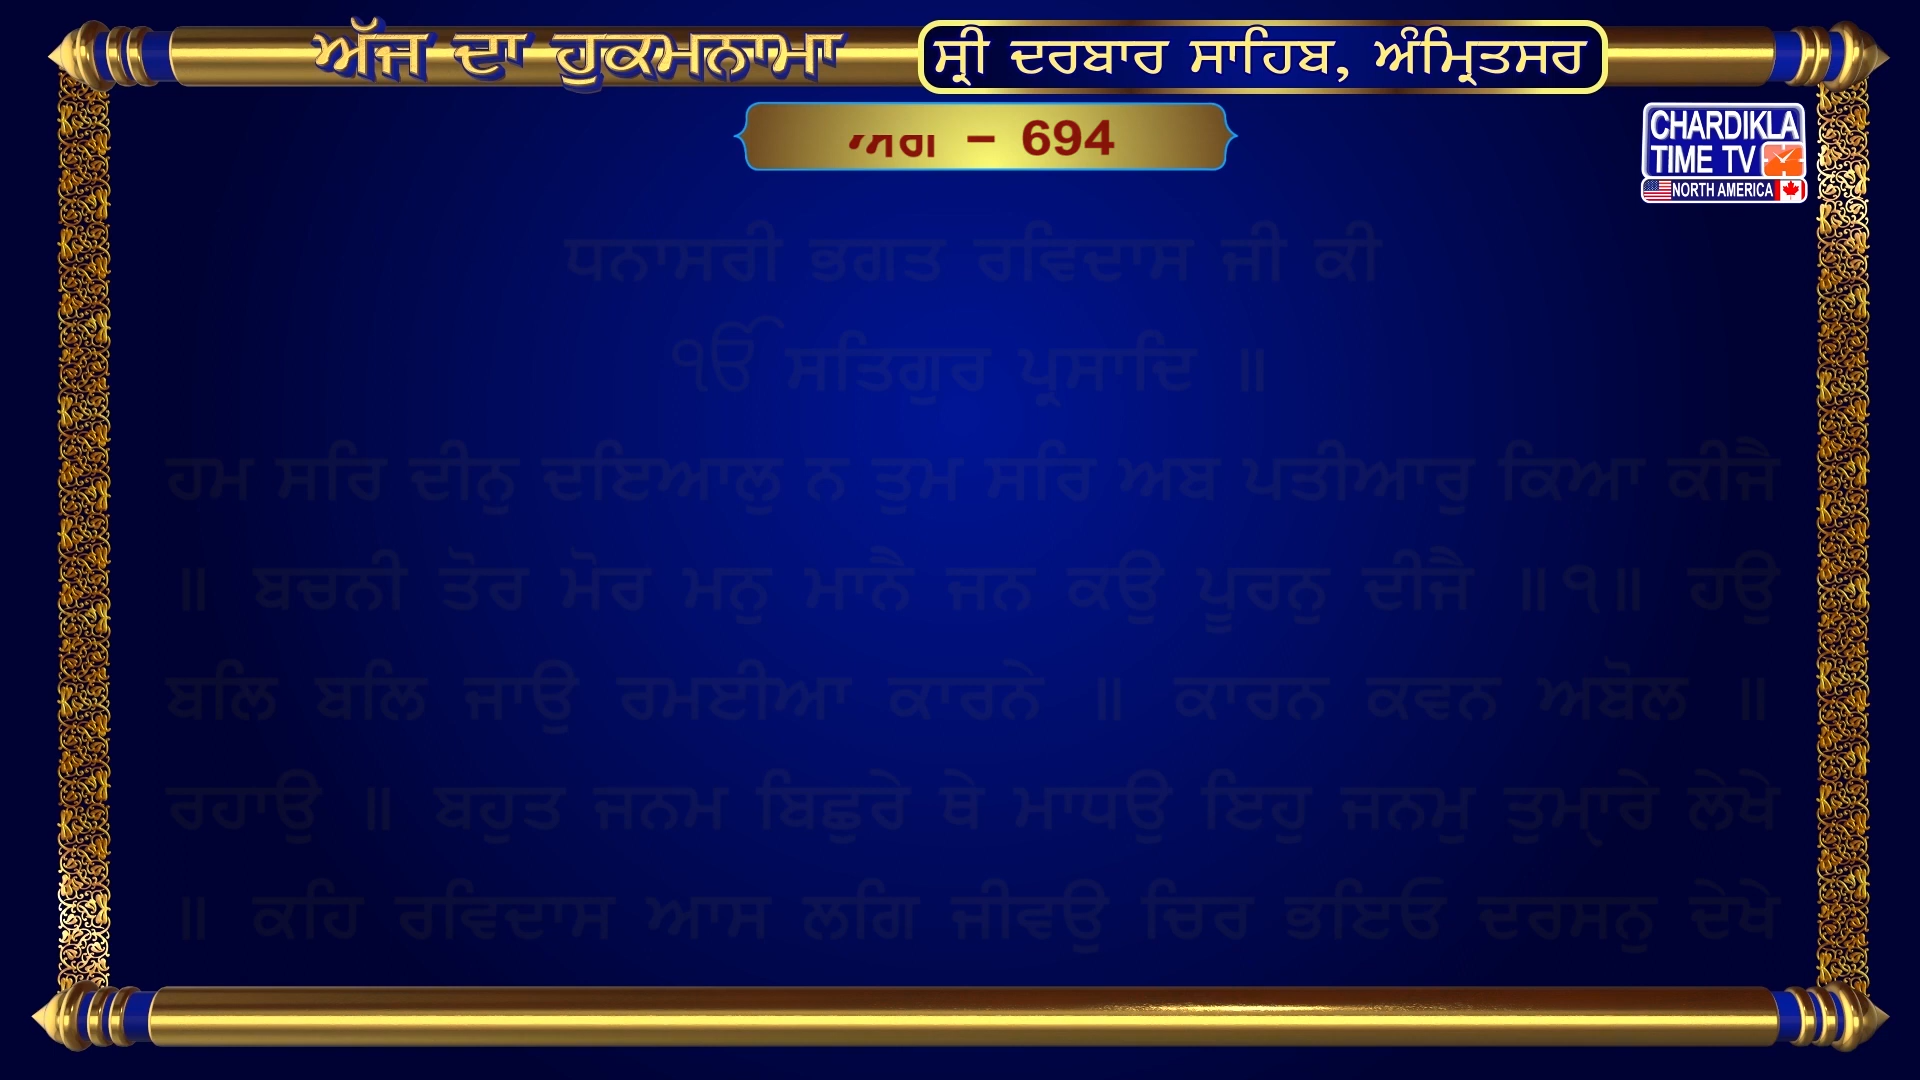 ਅੱਜ ਦਾ ਹੁਕਮਨਾਮਾ
ਸ੍ਰੀ ਦਰਬਾਰ ਸਾਹਿਬ, ਅੰਮ੍ਰਿਤਸਰ
ਅੰਗ – 694
CHARDIKLA
TIME TV
NORTH AMERICA
ਧਨਾਸਰੀ ਭਗਤ ਰਵਿਦਾਸ ਜੀ ਕੀ
ੴ ਸਤਿਗੁਰ ਪ੍ਰਸਾਦਿ ॥
ਹਮ ਸਰਿ ਦੀਨੁ ਦਇਆਲੁ ਨ ਤੁਮ ਸਰਿ ਅਬ ਪਤੀਆਰੁ ਕਿਆ ਕੀਜੈ
॥ ਬਚਨੀ ਤੋਰ ਮੋਰ ਮਨੁ ਮਾਨੈ ਜਨ ਕਉ ਪੂਰਨੁ ਦੀਜੈ ॥੧॥ ਹਉ
ਬਲਿ ਬਲਿ ਜਾਉ ਰਮਈਆ ਕਾਰਨੇ ॥ ਕਾਰਨ ਕਵਨ ਅਬੋਲ ॥
ਰਹਾਉ ॥ ਬਹੁਤ ਜਨਮ ਬਿਛੁਰੇ ਥੇ ਮਾਧਉ ਇਹੁ ਜਨਮੁ ਤੁਮ੍ਹਾਰੇ ਲੇਖੇ
॥ ਕਹਿ ਰਵਿਦਾਸ ਆਸ ਲਗਿ ਜੀਵਉ ਚਿਰ ਭਇਓ ਦਰਸਨੁ ਦੇਖੇ